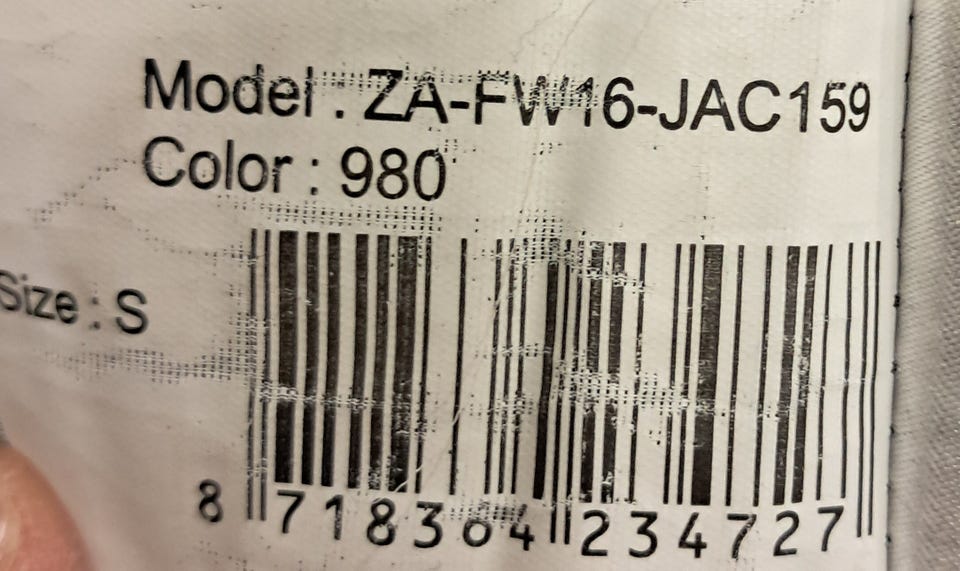 Model : ZA-FW16-JAC159
Color : 980
Size : S
8 718364 234727